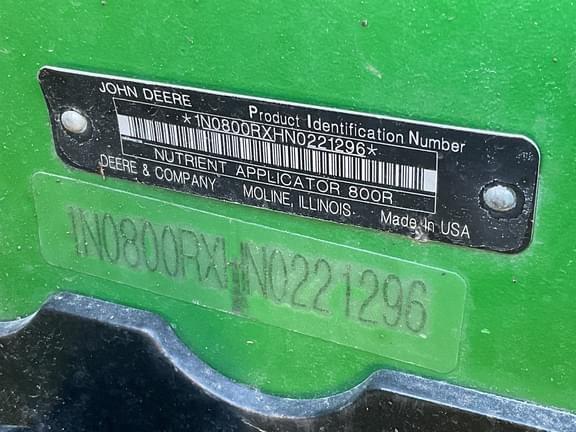 JOHN DEERE
Product Identification Number
*1N0800RXHN0221296*
NUTRIENT APPLICATOR 800R
DEERE & COMPANY MOLINE, ILLINOIS Made In USA
1N0800RXHN0221296